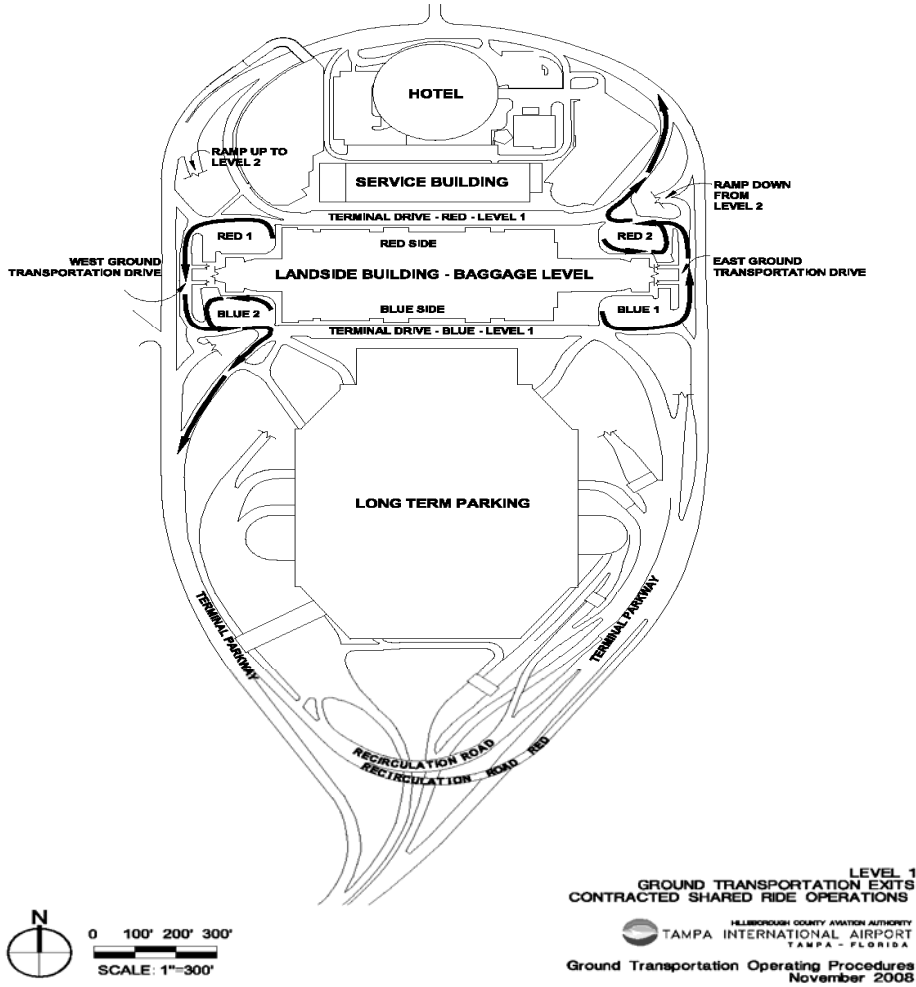 HOTEL
RAMP UP TO
LEVEL 2
SERVICE BUILDING
RAMP DOWN
FROM
LEVEL 2
TERMINAL DRIVE - RED - LEVEL 1
RED 1
RED SIDE
RED 2
WEST GROUND
TRANSPORTATION DRIVE
LANDSIDE BUILDING - BAGGAGE LEVEL
EAST GROUND
TRANSPORTATION DRIVE
BLUE 2
BLUE SIDE
BLUE 1
TERMINAL DRIVE - BLUE - LEVEL 1
LONG TERM PARKING
TERMINAL PARKWAY
TERMINAL PARKWAY
RECIRCULATION ROAD
RECIRCULATION ROAD RED
LEVEL 1
GROUND TRANSPORTATION EXITS
CONTRACTED SHARED RIDE OPERATIONS
N
0 100' 200' 300'
SCALE: 1"=300'
HILLSBOROUGH COUNTY AVIATION AUTHORITY
TAMPA INTERNATIONAL AIRPORT
TAMPA - FLORIDA
Ground Transportation Operating Procedures
November 2008